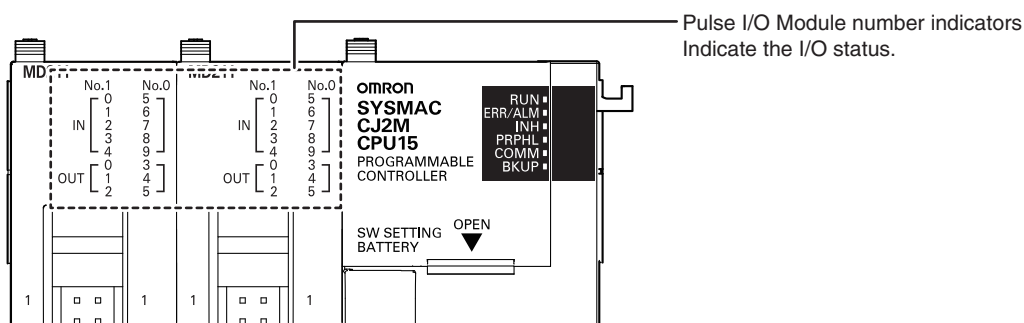 Pulse I/O Module number indicators
Indicate the I/O status.
MD
No.1 No.0
IN
0 5
1 6
2 7
3 8
4 9
OUT
0 3
1 4
2 5
No.1 No.0
IN
0 5
1 6
2 7
3 8
4 9
OUT
0 3
1 4
2 5
OMRON
SYSMAC
CJ2M
CPU15
PROGRAMMABLE
CONTROLLER
RUN
ERR/ALM
INH
PRPHL
COMM
BKUP
SW SETTING
BATTERY
OPEN
1 1 1 1